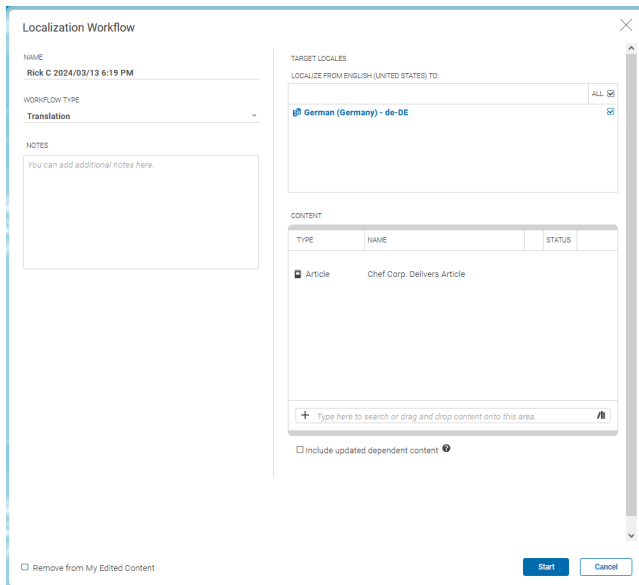 Localization Workflow
NAME
Rick C 2024/03/13 6:19 PM
WORKFLOW TYPE
Translation
NOTES
You can add additional notes here.
TARGET LOCALES
LOCALIZE FROM ENGLISH (UNITED STATES) TO:
ALL
German (Germany) - de-DE
CONTENT
TYPE NAME STATUS
Article Chef Corp. Delivers Article
Type here to search or drag and drop content onto this area.
Include updated dependent content
Remove from My Edited Content
Start Cancel